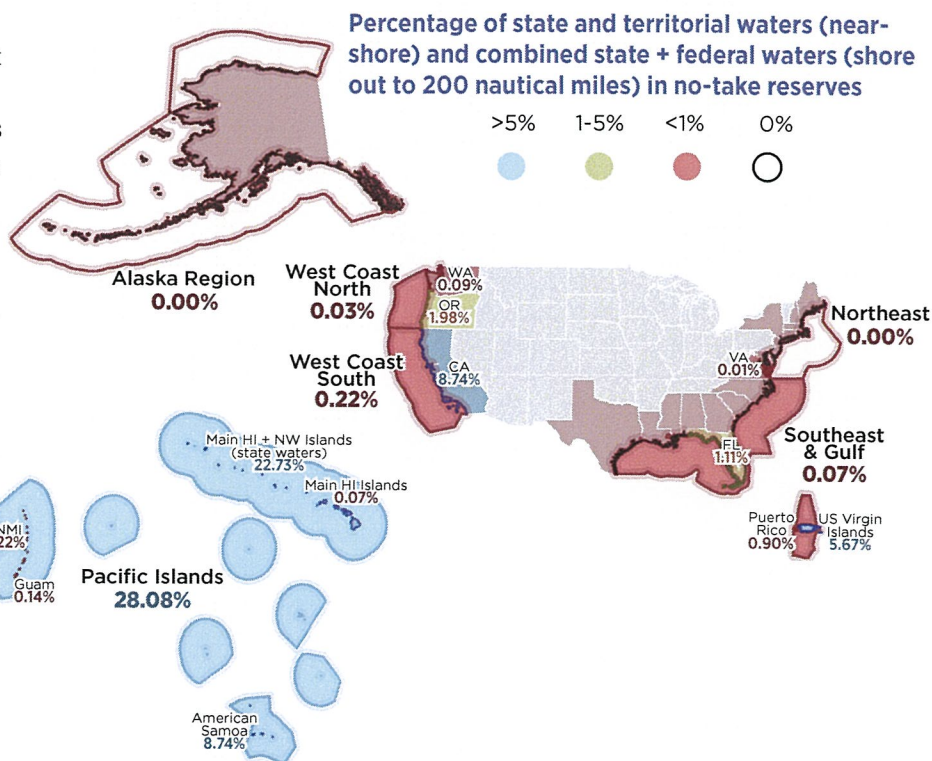 Percentage of state and territorial waters (near-
shore) and combined state + federal waters (shore
out to 200 nautical miles) in no-take reserves
>5% 1-5% <1% 0%
Alaska Region
0.00%
West Coast
North
0.03%
WA
0.09%
OR
1.98%
West Coast
South
0.22%
CA
8.74%
Northeast
0.00%
VA
0.01%
Southeast
& Gulf
0.07%
FL
1.11%
Puerto
Rico
0.90%
US Virgin
Islands
5.67%
Main HI + NW Islands
(state waters)
22.73%
Main HI Islands
0.07%
NMI
22%
Guam
0.14%
Pacific Islands
28.08%
American
Samoa
8.74%